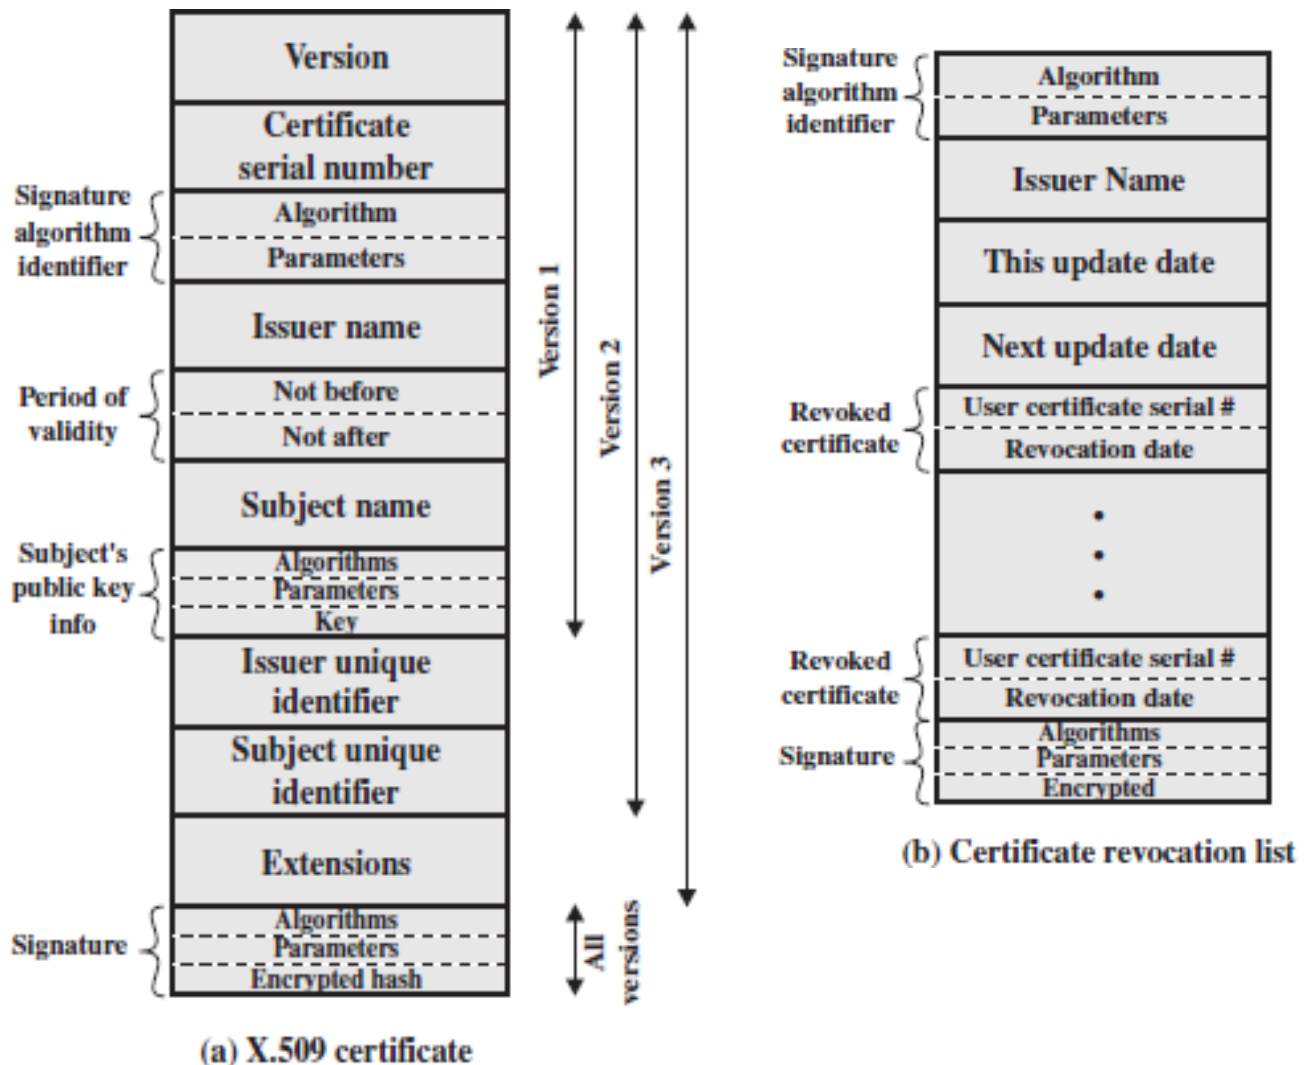 Version
Certificate
serial number
Signature
algorithm
identifier
Algorithm
Parameters
Issuer name
Period of
validity
Not before
Not after
Subject name
Subject's
public key
info
Algorithms
Parameters
Key
Issuer unique
identifier
Subject unique
identifier
Extensions
Signature
Algorithms
Parameters
Encrypted hash
Version 1
Version 2
Version 3
All
versions
(a) X.509 certificate
Signature
algorithm
identifier
Algorithm
Parameters
Issuer Name
This update date
Next update date
Revoked
certificate
User certificate serial #
Revocation date
Revoked
certificate
User certificate serial #
Revocation date
Signature
Algorithms
Parameters
Encrypted
(b) Certificate revocation list